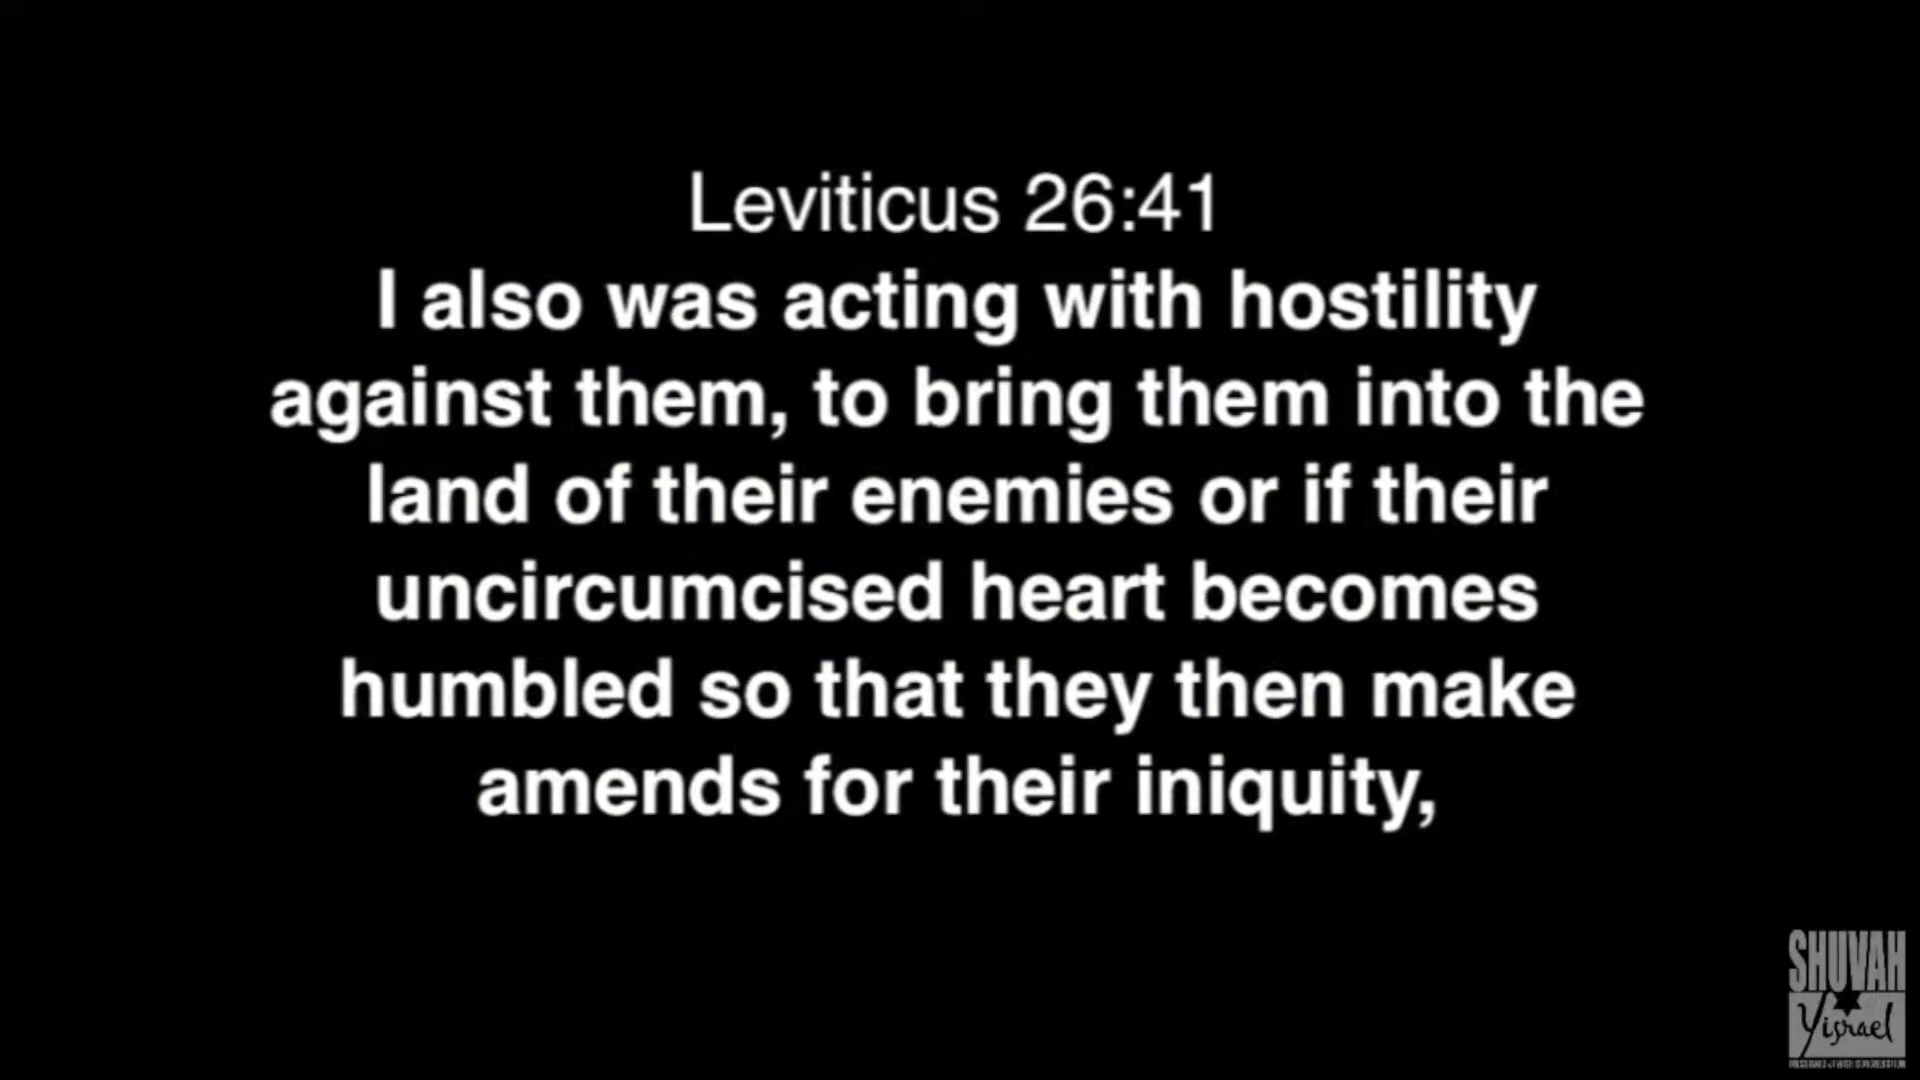 Leviticus 26:41
I also was acting with hostility
against them, to bring them into the
land of their enemies or if their
uncircumcised heart becomes
humbled so that they then make
amends for their iniquity,
SHUVAH
Yisrael